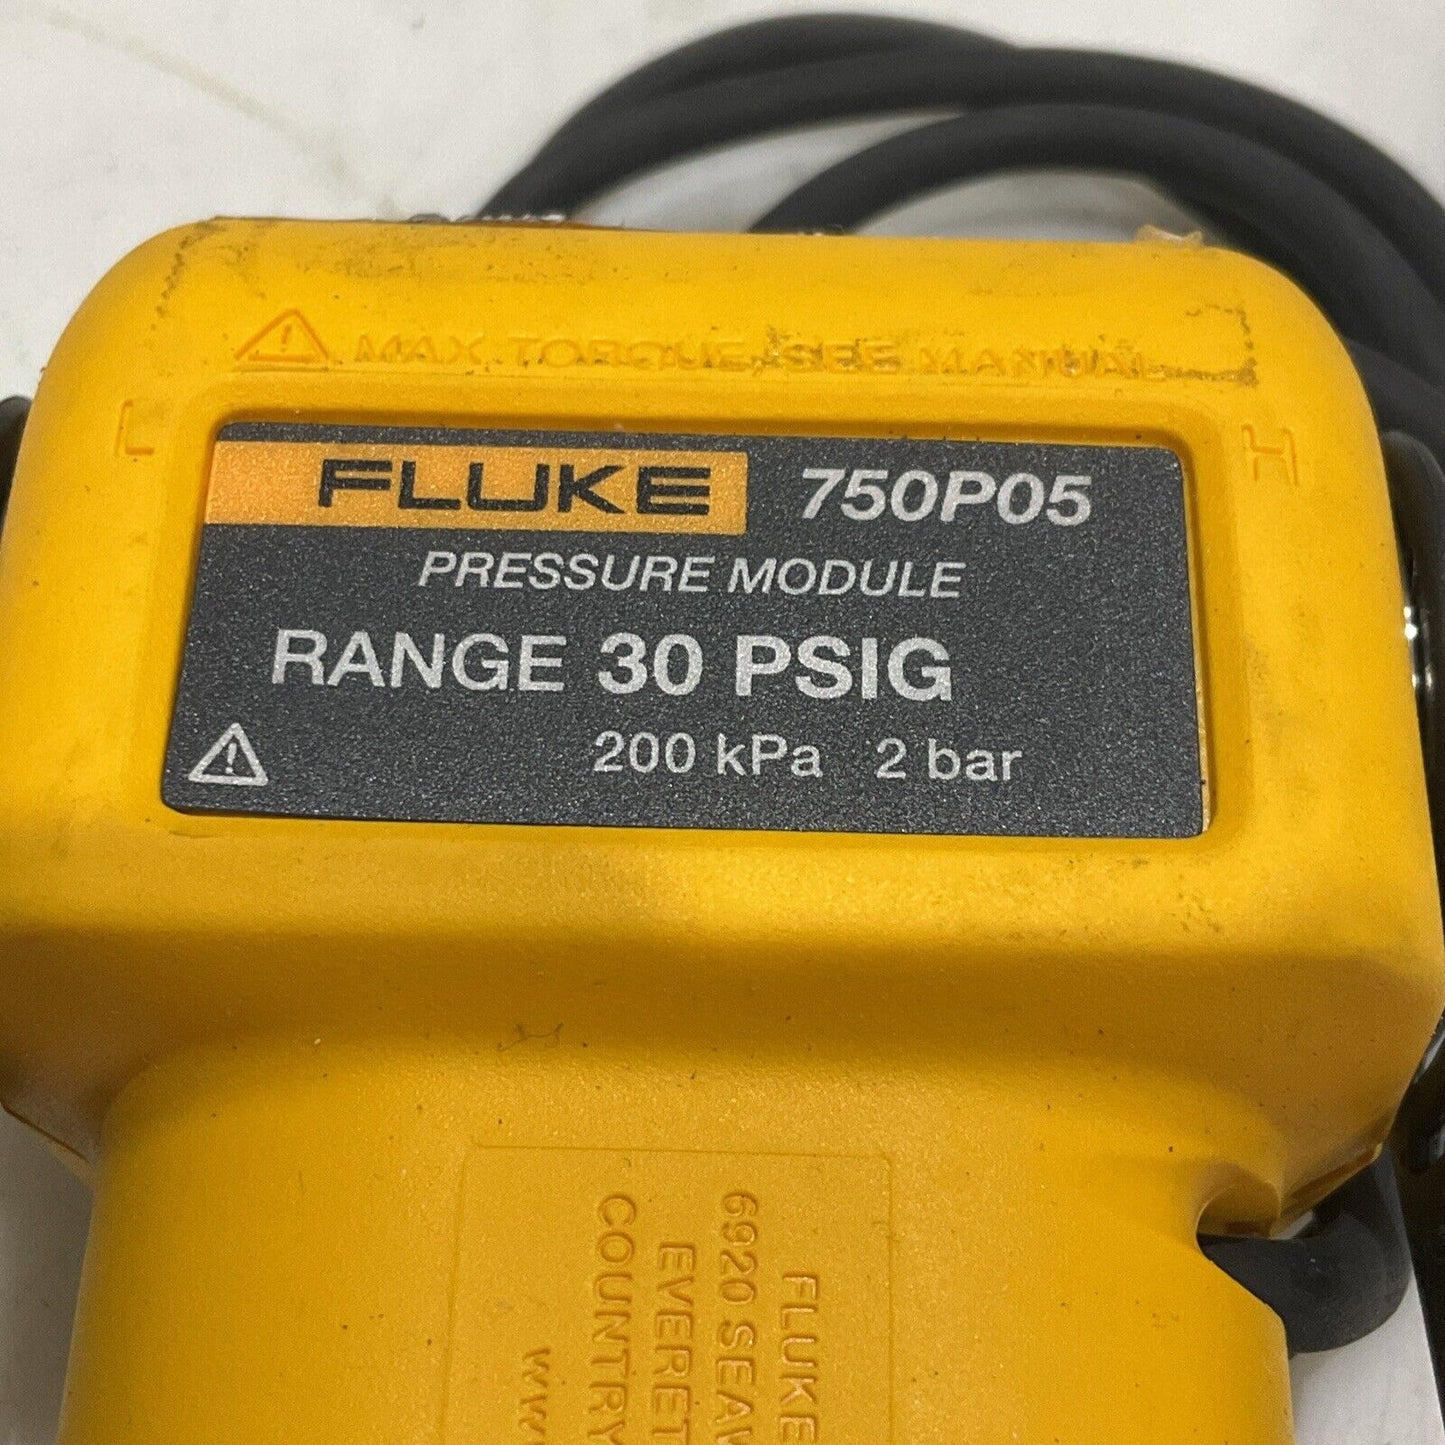 MAX TORQUE, SEE MANUAL
L
H
FLUKE 750P05
PRESSURE MODULE
RANGE 30 PSIG
200 kPa 2 bar
FLUKE
6920 SEAW
EVERET
COUNTRY
www